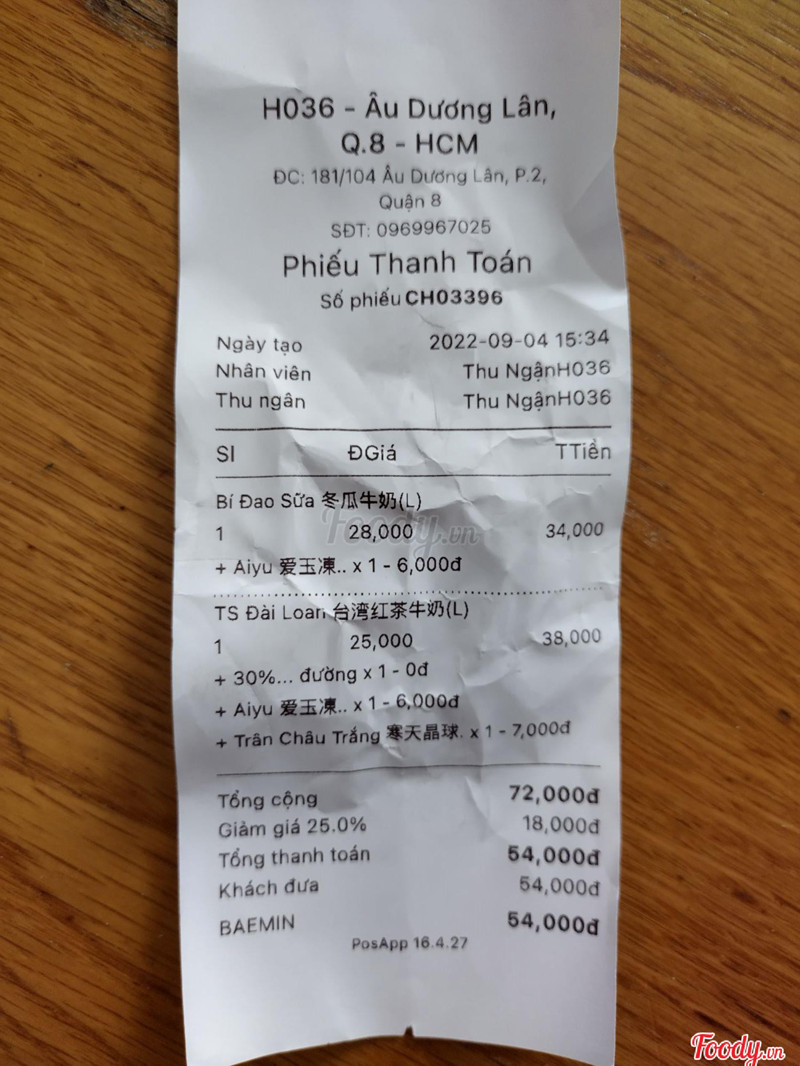 H036 - Âu Dương Lân,
Q.8 - HCM
ĐC: 181/104 Âu Dương Lân, P.2,
Quận 8
SĐT: 0969967025
Phiếu Thanh Toán
Số phiếu CH03396
Ngày tạo 2022-09-04 15:34
Nhân viên Thu NgậnH036
Thu ngân Thu NgậnH036
Sl ĐGiá TTiền
Bí Đao Sữa 冬瓜牛奶(L)
1 28,000 34,000
+ Aiyu 爱玉凍.. x 1 - 6,000đ
TS Đài Loan 台湾红茶牛奶(L)
1 25,000 38,000
+ 30%... đường x 1 - 0đ
+ Aiyu 爱玉凍.. x 1 - 6,000đ
+ Trân Châu Trắng 寒天晶球. x 1 - 7,000đ
Tổng cộng 72,000đ
Giảm giá 25.0% 18,000đ
Tổng thanh toán 54,000đ
Khách đưa 54,000đ
BAEMIN 54,000đ
PosApp 16.4.27
Foody.vn
Foody.vn